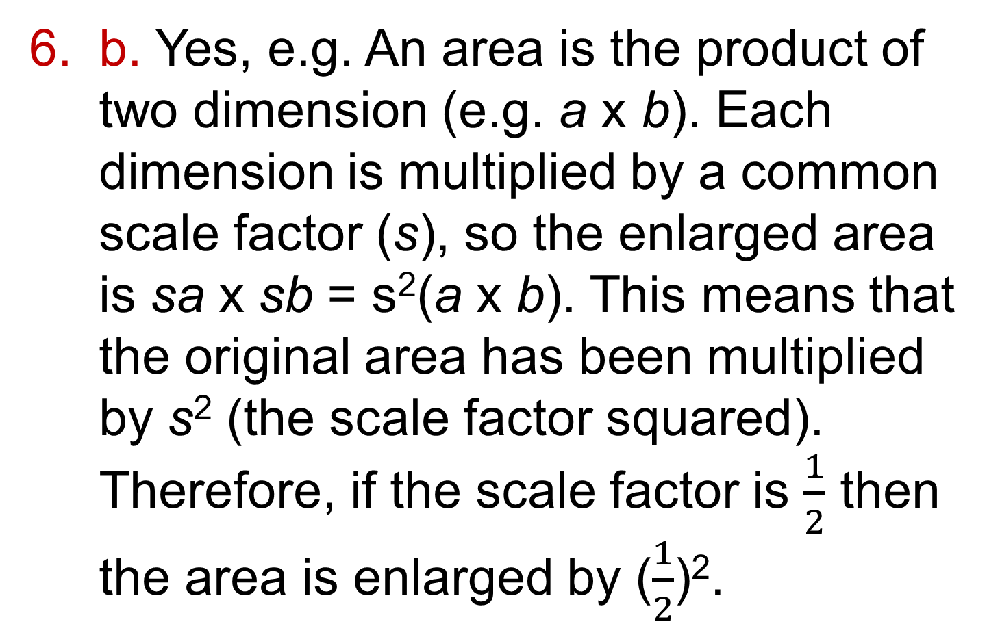 6. b. Yes, e.g. An area is the product of
two dimension (e.g. a x b). Each
dimension is multiplied by a common
scale factor (s), so the enlarged area
is sa x sb = s²(a x b). This means that
the original area has been multiplied
by s² (the scale factor squared).
Therefore, if the scale factor is 1/2 then
the area is enlarged by (1/2)².